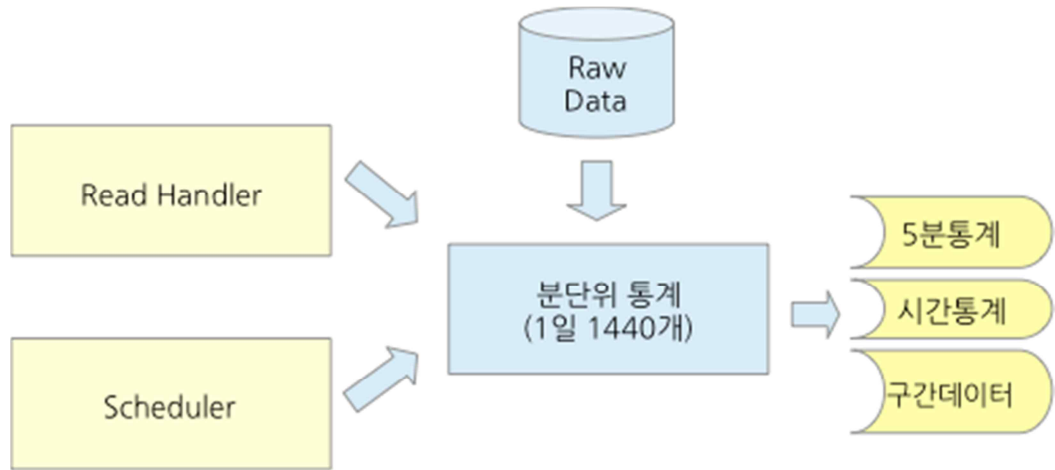 Raw
Data
Read Handler
5분통계
분단위 통계
(1일 1440개)
시간통계
구간데이터
Scheduler